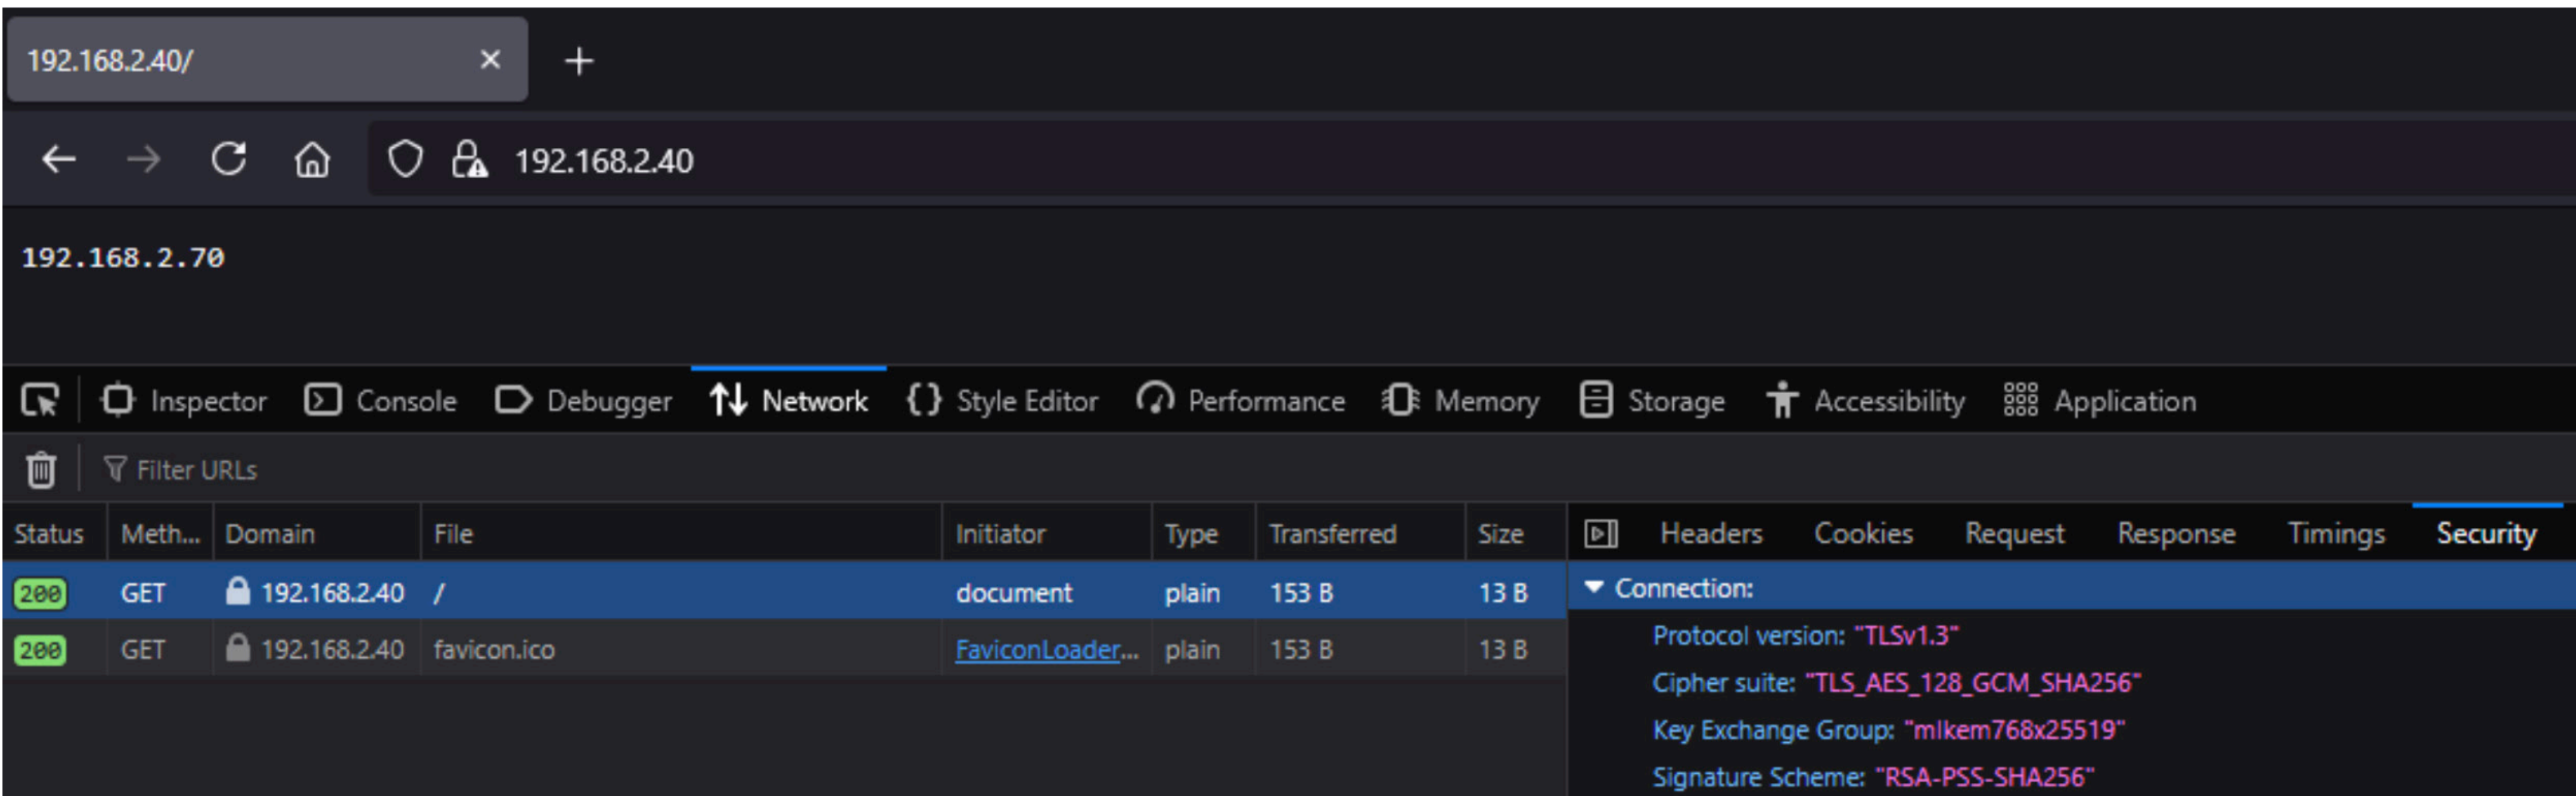 192.168.2.40/
192.168.2.40
192.168.2.70
Inspector Console Debugger Network Style Editor Performance Memory Storage Accessibility Application
Filter URLs
Status Meth... Domain File Initiator Type Transferred Size Headers Cookies Request Response Timings Security
200 GET 192.168.2.40 / document plain 153 B 13 B
200 GET 192.168.2.40 favicon.ico FaviconLoader... plain 153 B 13 B
Connection:
Protocol version: "TLSv1.3"
Cipher suite: "TLS_AES_128_GCM_SHA256"
Key Exchange Group: "mlkem768x25519"
Signature Scheme: "RSA-PSS-SHA256"